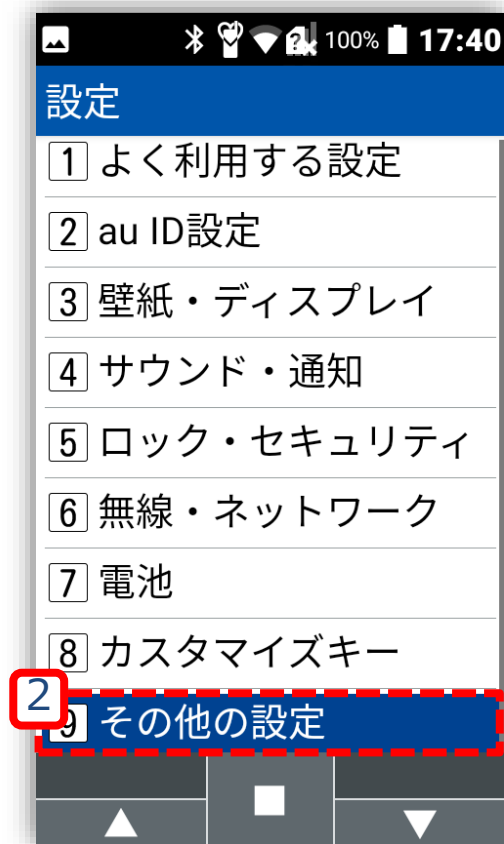 100% 17:40
設定
1 よく利用する設定
2 au ID設定
3 壁紙・ディスプレイ
4 サウンド・通知
5 ロック・セキュリティ
6 無線・ネットワーク
7 電池
8 カスタマイズキー
2
9 その他の設定